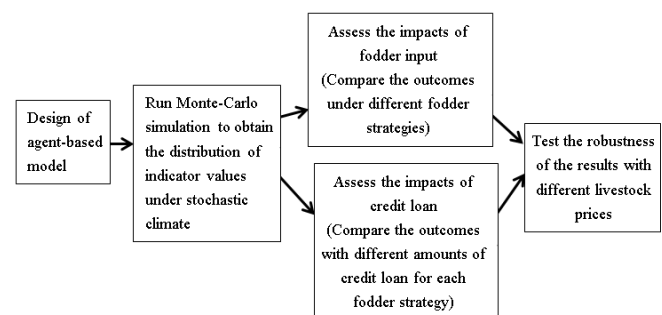 Design of
agent-based
model
Run Monte-Carlo
simulation to obtain
the distribution of
indicator values
under stochastic
climate
Assess the impacts of
fodder input
(Compare the outcomes
under different fodder
strategies)
Assess the impacts of
credit loan
(Compare the outcomes
with different amounts of
credit loan for each
fodder strategy)
Test the robustness
of the results with
different livestock
prices